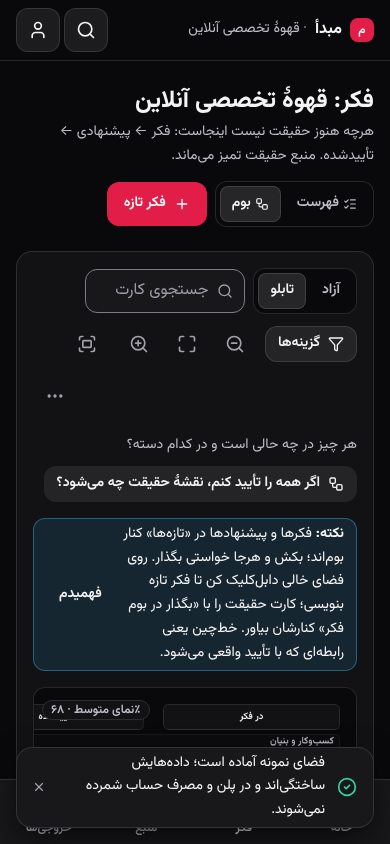 م مبدأ · قهوهٔ تخصصی آنلاین
فکر: قهوهٔ تخصصی آنلاین
هرچه هنوز حقیقت نیست اینجاست: فکر ← پیشنهادی ←
تأییدشده. منبع حقیقت تمیز می‌ماند.
فهرست بوم + فکر تازه
آزاد تابلو جستجوی کارت
گزینه‌ها
هر چیز در چه حالی است و در کدام دسته؟
اگر همه را تأیید کنم، نقشهٔ حقیقت چه می‌شود؟
نکته: فکرها و پیشنهادها در «تازه‌ها» کنار
بوم‌اند؛ بکش و هرجا خواستی بگذار. روی
فضای خالی دابل‌کلیک کن تا فکر تازه
بنویسی؛ کارت حقیقت را با «بگذار در بوم
فکر» کنارشان بیاور. خط‌چین یعنی
رابطه‌ای که با تأیید واقعی می‌شود.
فهمیدم
در فکر
نمای متوسط · ۶۸٪
کسب‌وکار و بنیان
فضای نمونه آماده است؛ داده‌هایش
ساختگی‌اند و در پلن و مصرف حساب شمرده
نمی‌شوند.